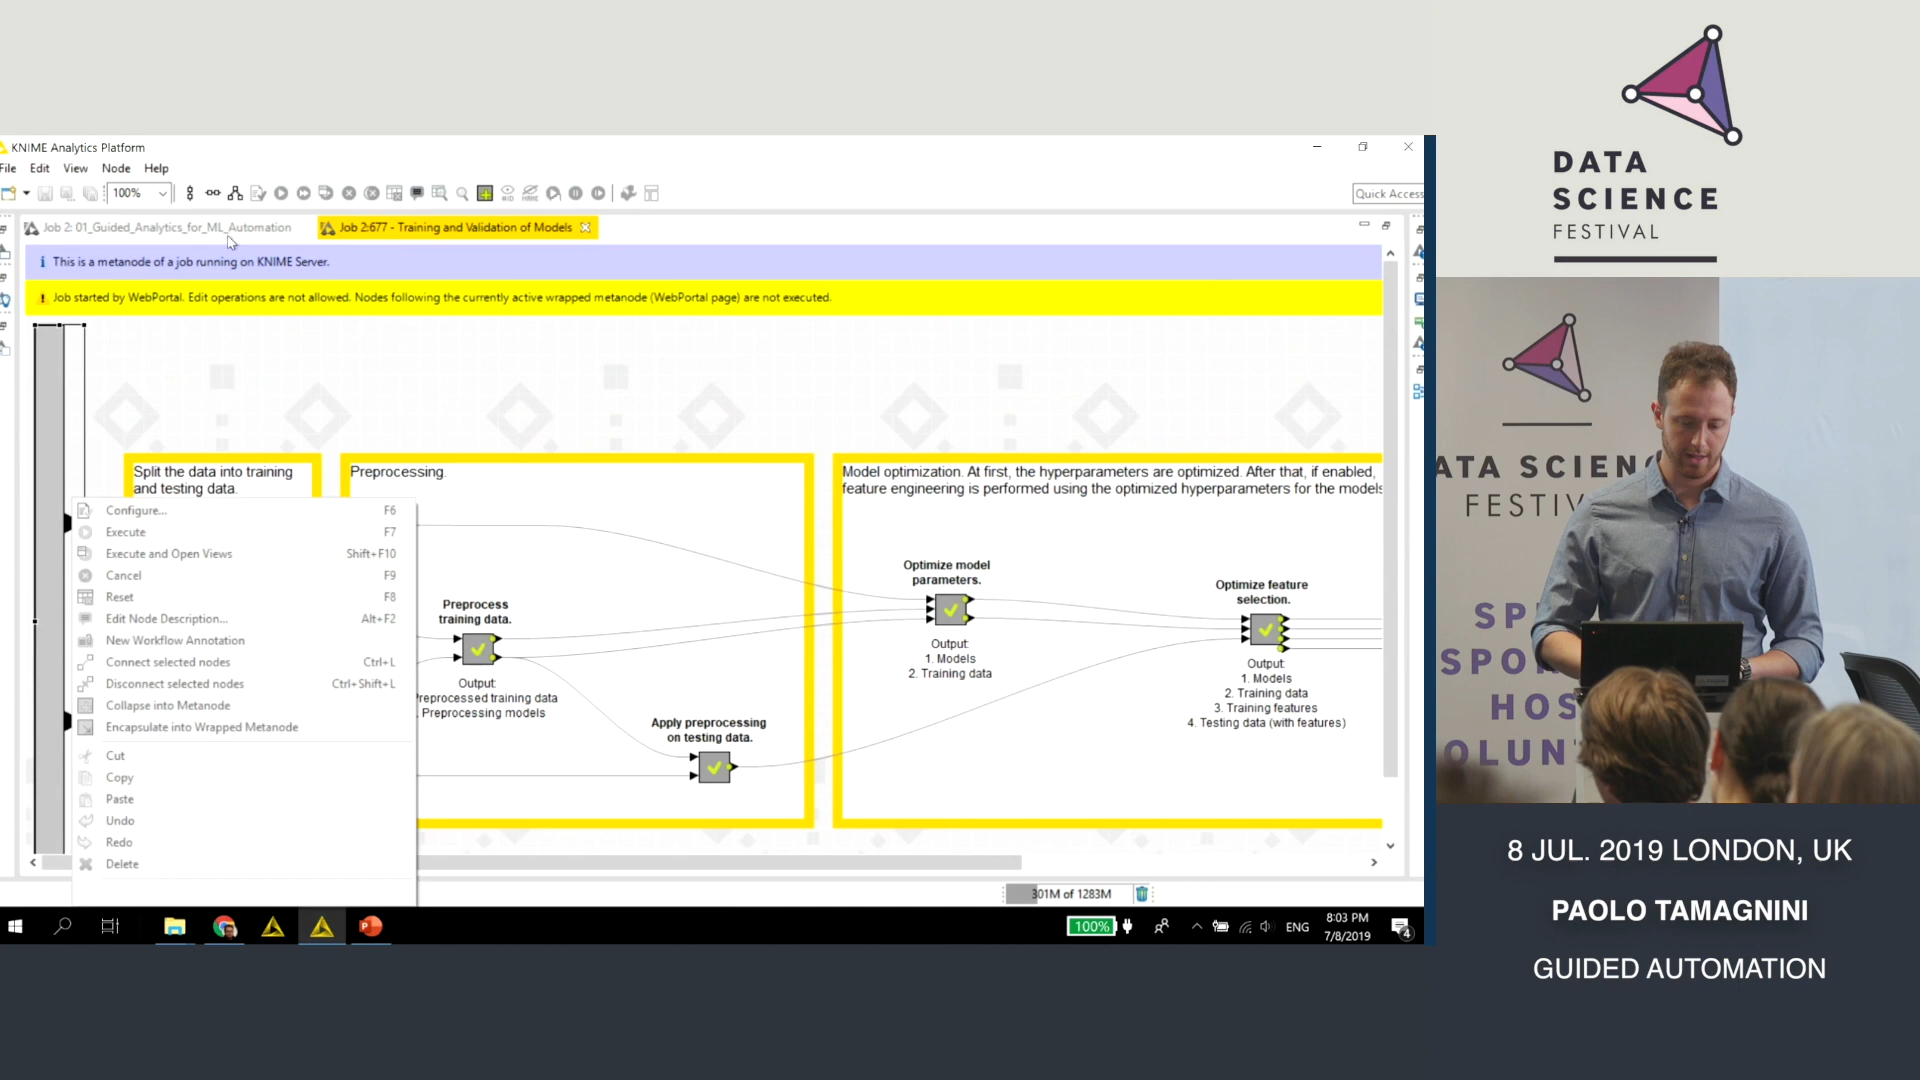 KNIME Analytics Platform
File Edit View Node Help
100%
Quick Access
Job 2: 01_Guided_Analytics_for_ML_Automation
Job 2:677 - Training and Validation of Models
This is a metanode of a job running on KNIME Server.
Job started by WebPortal. Edit operations are not allowed. Nodes following the currently active wrapped metanode (WebPortal page) are not executed.
Split the data into training
and testing data.
Preprocessing.
Model optimization. At first, the hyperparameters are optimized. After that, if enabled,
feature engineering is performed using the optimized hyperparameters for the models
Configure... F6
Execute F7
Execute and Open Views Shift+F10
Cancel F9
Reset F8
Edit Node Description... Alt+F2
New Workflow Annotation
Connect selected nodes Ctrl+L
Disconnect selected nodes Ctrl+Shift+L
Collapse into Metanode
Encapsulate into Wrapped Metanode
Cut
Copy
Paste
Undo
Redo
Delete
Preprocess
training data.
Output:
Preprocessed training data
Preprocessing models
Apply preprocessing
on testing data.
Optimize model
parameters.
Output:
1. Models
2. Training data
Optimize feature
selection.
Output:
1. Models
2. Training data
3. Training features
4. Testing data (with features)
301M of 1283M
100%
ENG
8:03 PM
7/8/2019
4
DATA
SCIENCE
FESTIVAL
ATA SCIEN
FESTIV
SP
SPO
HOS
OLUN
8 JUL. 2019 LONDON, UK
PAOLO TAMAGNINI
GUIDED AUTOMATION